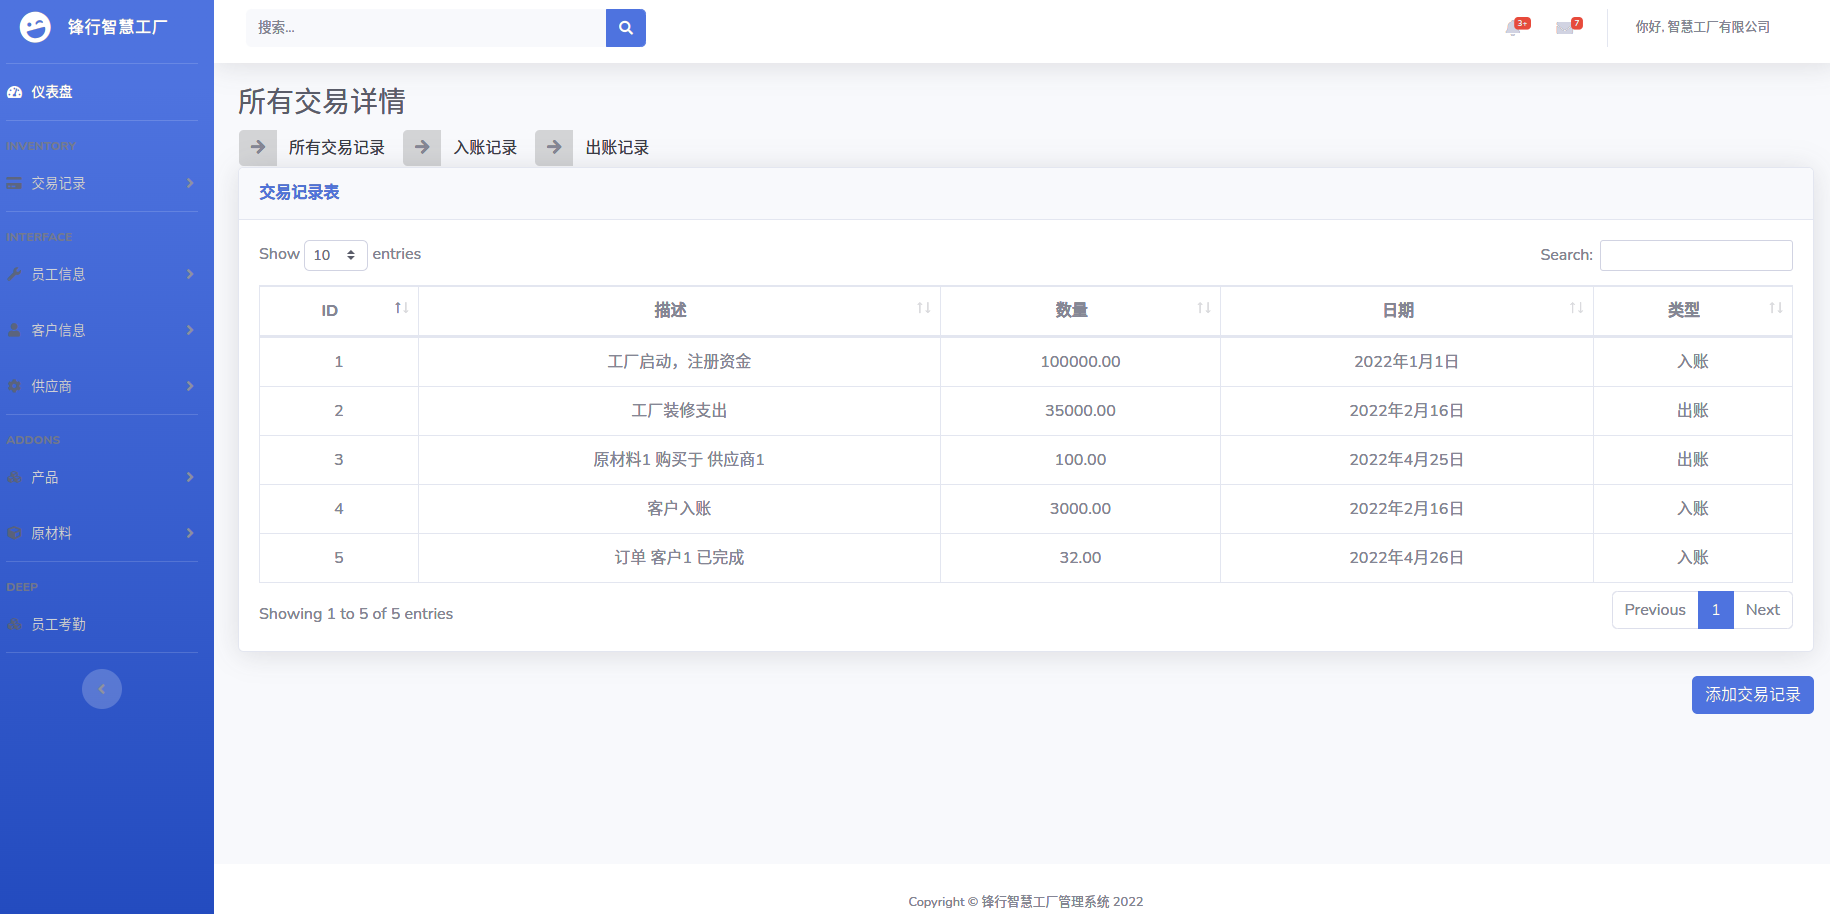 锋行智慧工厂
搜索...
3+
7
你好, 智慧工厂有限公司
仪表盘
INVENTORY
交易记录
INTERFACE
员工信息
客户信息
供应商
ADDONS
产品
原材料
DEEP
员工考勤
所有交易详情
所有交易记录 入账记录 出账记录
交易记录表
Show 10 entries Search:
ID 描述 数量 日期 类型
1 工厂启动，注册资金 100000.00 2022年1月1日 入账
2 工厂装修支出 35000.00 2022年2月16日 出账
3 原材料1 购买于 供应商1 100.00 2022年4月25日 出账
4 客户入账 3000.00 2022年2月16日 入账
5 订单 客户1 已完成 32.00 2022年4月26日 入账
Showing 1 to 5 of 5 entries Previous 1 Next
添加交易记录
Copyright © 锋行智慧工厂管理系统 2022